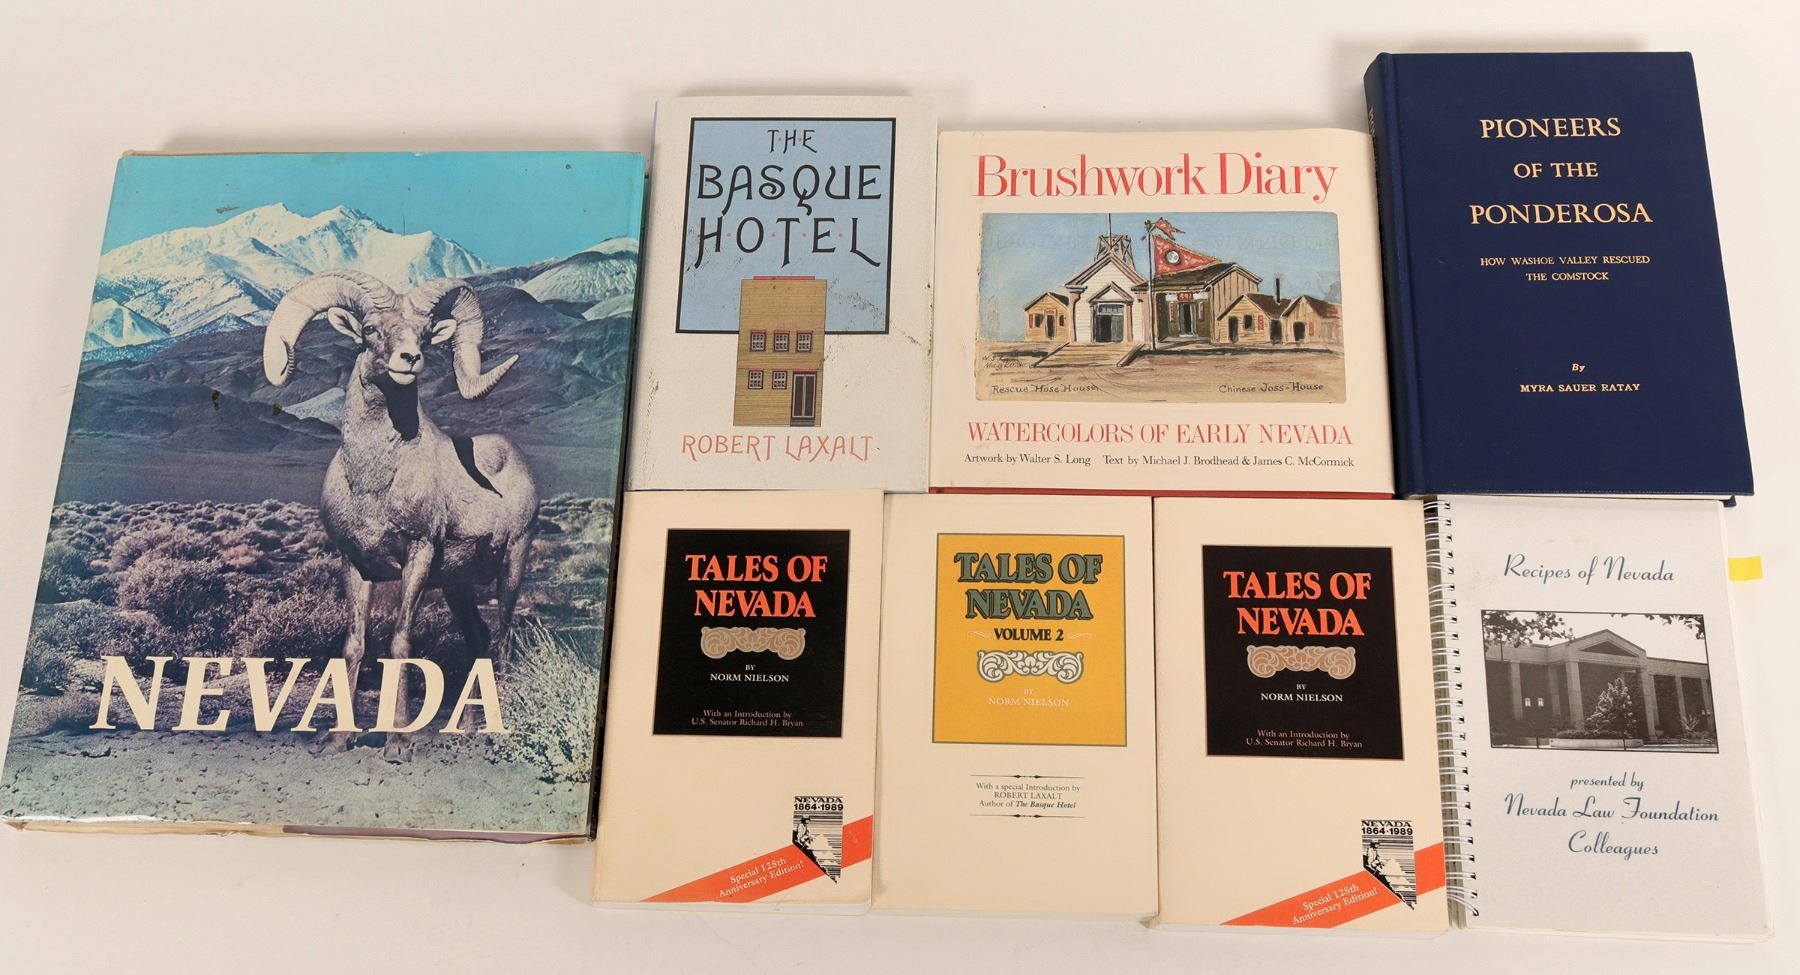 NEVADA
THE
BASQUE
HOTEL
ROBERT LAXALT
Brushwork Diary
Rescue Hose House
Chinese Joss-House
WATERCOLORS OF EARLY NEVADA
Artwork by Walter S. Long Text by Michael J. Brodhead & James C. McCormick
PIONEERS
OF THE
PONDEROSA
HOW WASHOE VALLEY RESCUED
THE COMSTOCK
By
MYRA SAUER RATAY
TALES OF
NEVADA
BY
NORM NIELSON
With an Introduction by
U.S. Senator Richard H. Bryan
NEVADA
1864·1989
Special 125th
Anniversary Edition!
TALES OF
NEVADA
VOLUME 2
BY
NORM NIELSON
With a special Introduction by
ROBERT LAXALT
Author of The Basque Hotel
TALES OF
NEVADA
BY
NORM NIELSON
With an Introduction by
U.S. Senator Richard H. Bryan
NEVADA
1864·1989
Special 125th
Anniversary Edition!
Recipes of Nevada
presented by
Nevada Law Foundation
Colleagues